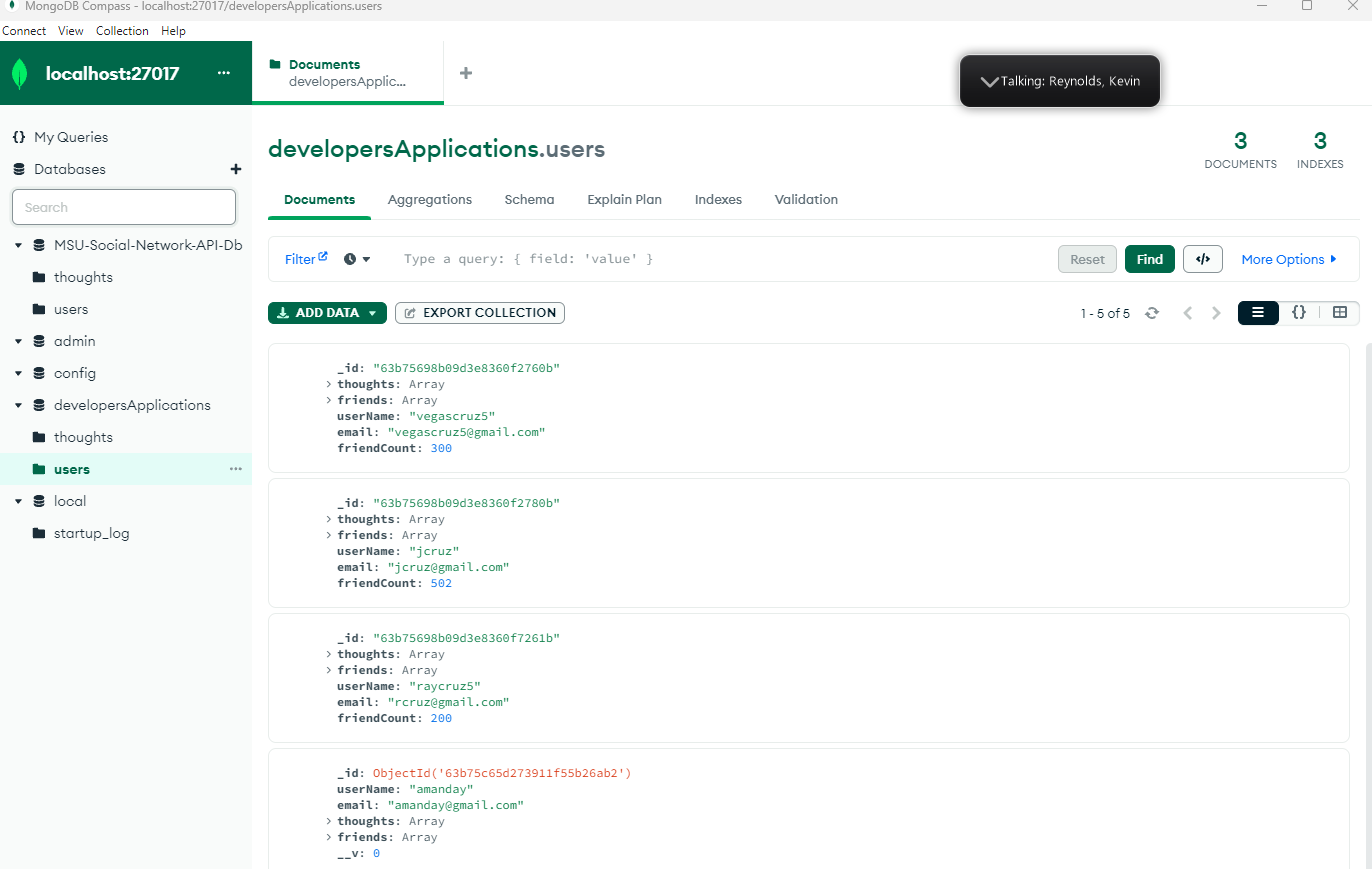 MongoDB Compass - localhost:27017/developersApplications.users
Connect View Collection Help
localhost:27017 ...
Documents
developersApplic...
+
Talking: Reynolds, Kevin
{} My Queries
Databases +
Search
MSU-Social-Network-API-Db
thoughts
users
admin
config
developersApplications
thoughts
users ...
local
startup_log
developersApplications.users
3 DOCUMENTS
3 INDEXES
Documents Aggregations Schema Explain Plan Indexes Validation
Filter Type a query: { field: 'value' } Reset Find </> More Options
ADD DATA EXPORT COLLECTION 1 - 5 of 5 {}
_id: "63b75698b09d3e8360f2760b"
thoughts: Array
friends: Array
userName: "vegascruz5"
email: "vegascruz5@gmail.com"
friendCount: 300
_id: "63b75698b09d3e8360f2780b"
thoughts: Array
friends: Array
userName: "jcruz"
email: "jcruz@gmail.com"
friendCount: 502
_id: "63b75698b09d3e8360f7261b"
thoughts: Array
friends: Array
userName: "raycruz5"
email: "rcruz@gmail.com"
friendCount: 200
_id: ObjectId('63b75c65d273911f55b26ab2')
userName: "amanday"
email: "amanday@gmail.com"
thoughts: Array
friends: Array
__v: 0